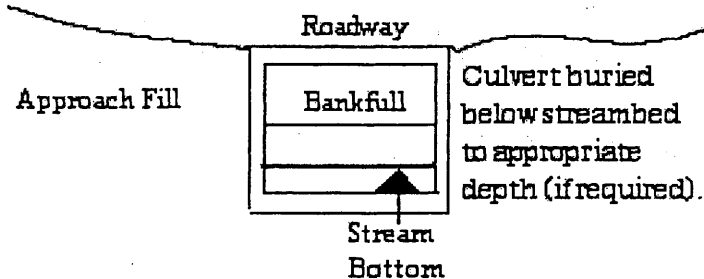 Roadway
Approach Fill
Bankfull
Culvert buried
below streambed
to appropriate
depth (if required).
Stream
Bottom